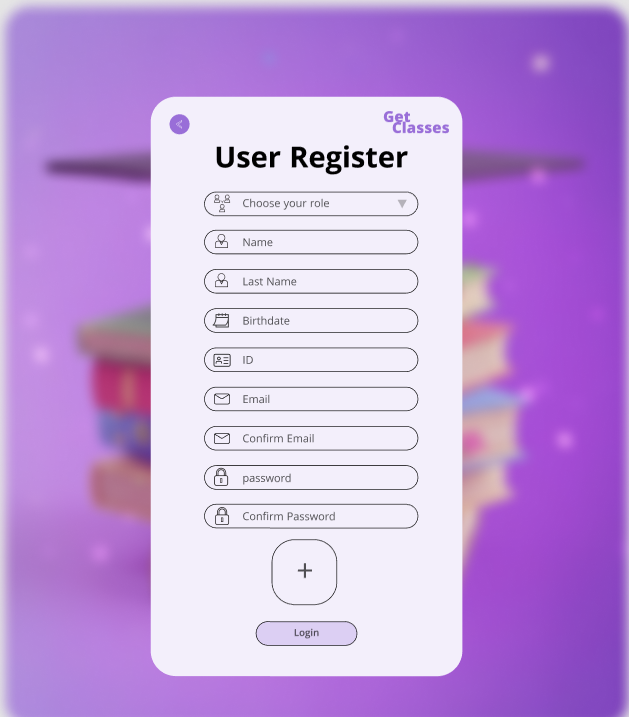 Get
Classes
User Register
Choose your role
Name
Last Name
Birthdate
ID
Email
Confirm Email
password
Confirm Password
+
Login